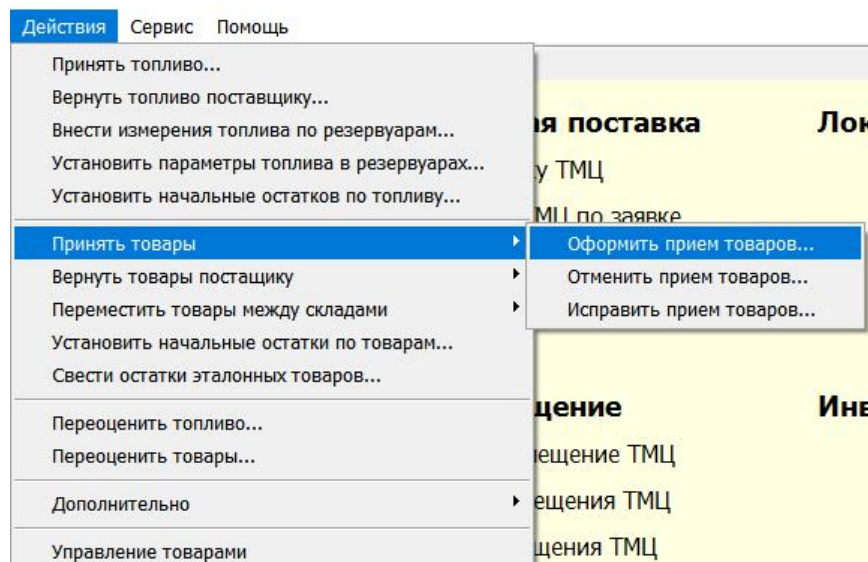 Действия Сервис Помощь
Принять топливо...
Вернуть топливо поставщику...
Внести измерения топлива по резервуарам...
Установить параметры топлива в резервуарах...
Установить начальные остатков по топливу...
Принять товары
Вернуть товары постащику
Переместить товары между складами
Установить начальные остатки по товарам...
Свести остатки эталонных товаров...
Переоценить топливо...
Переоценить товары...
Дополнительно
Управление товарами
Оформить прием товаров...
Отменить прием товаров...
Исправить прием товаров...
ая поставка
Лок
у ТМЦ
МЦ по заявке
щение
Инв
ещение ТМЦ
ещения ТМЦ
щения ТМЦ